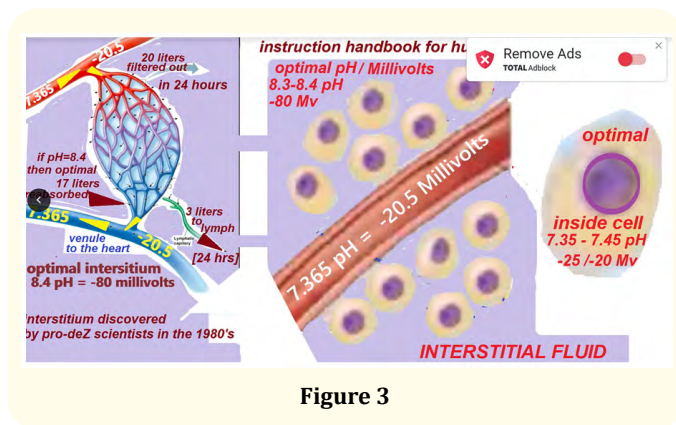 -20.5
20 liters
filtered out
in 24 hours
7.365
if pH=8.4
then optimal
17 liters
reabsorbed
3 liters
to
lymph
Lymphatic
capillary
[24 hrs]
7.365
venule
to the heart
-20.5
optimal intersitium
8.4 pH = -80 millivolts
interstitium discovered
by pro-deZ scientists in the 1980's
instruction handbook for
optimal pH / Millivolts
8.3-8.4 pH
-80 Mv
7.365 pH = -20.5 Millivolts
INTERSTITIAL FLUID
Remove Ads
TOTAL Adblock
optimal
inside cell
7.35 - 7.45 pH
-25 /-20 Mv
Figure 3